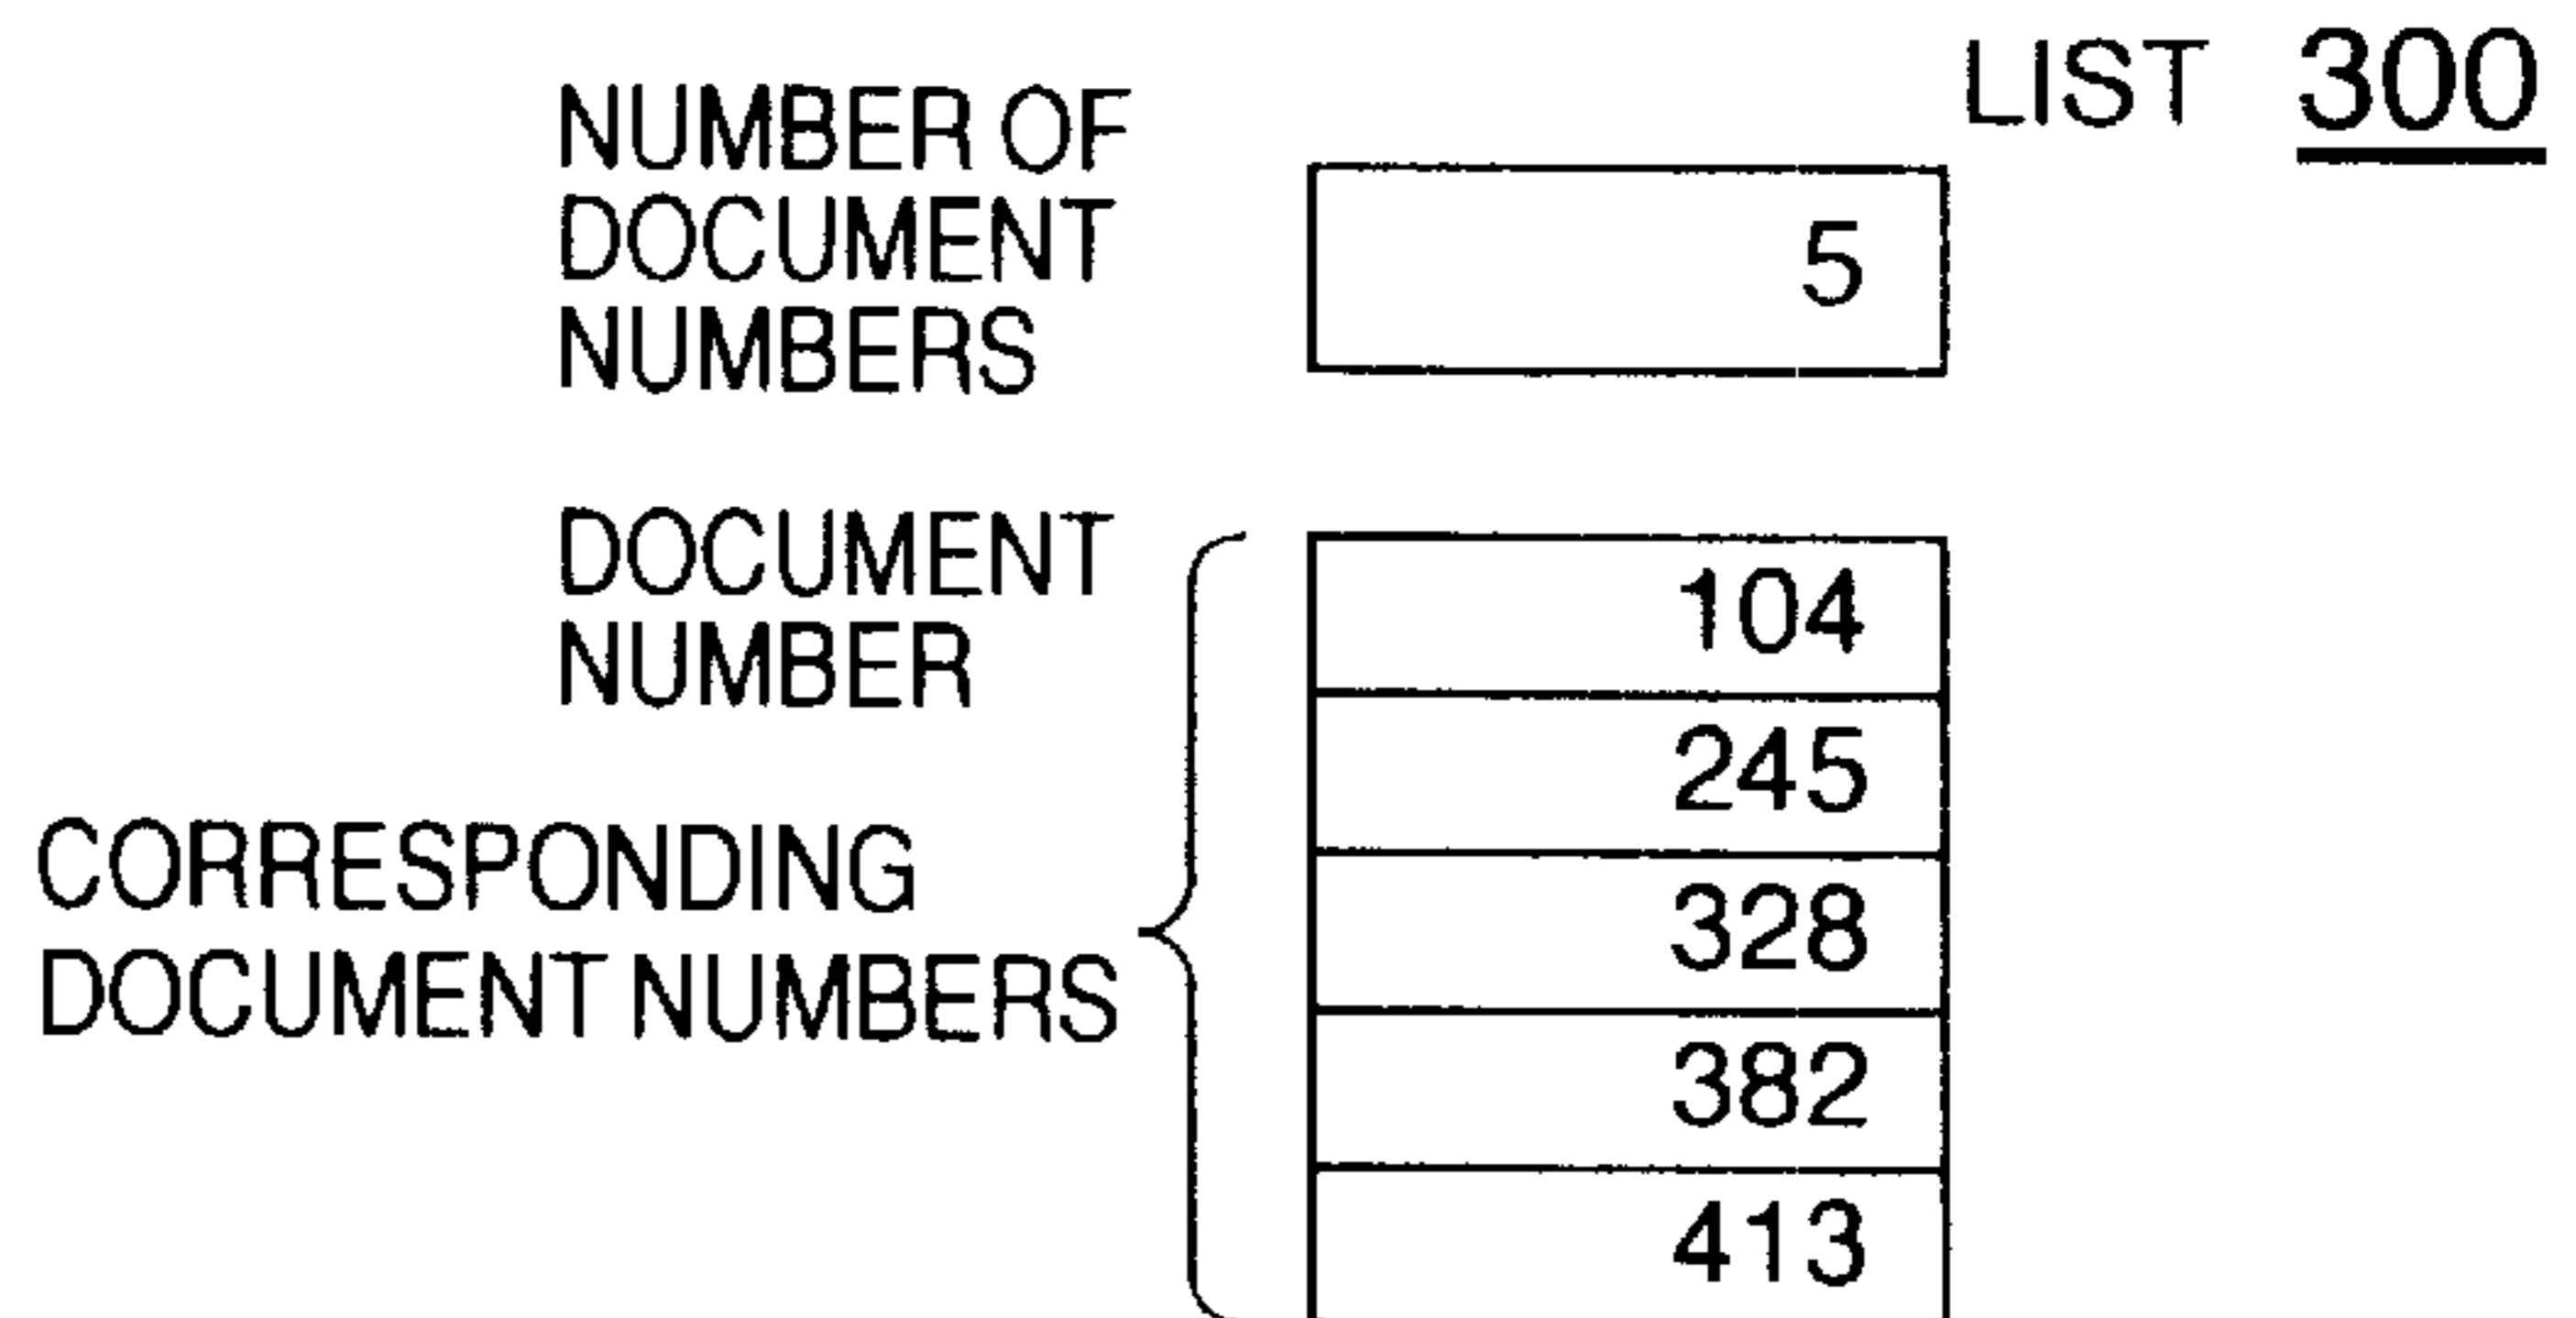 LIST 300
NUMBER OF
DOCUMENT
NUMBERS
5
DOCUMENT
NUMBER
CORRESPONDING
DOCUMENT NUMBERS
104
245
328
382
413